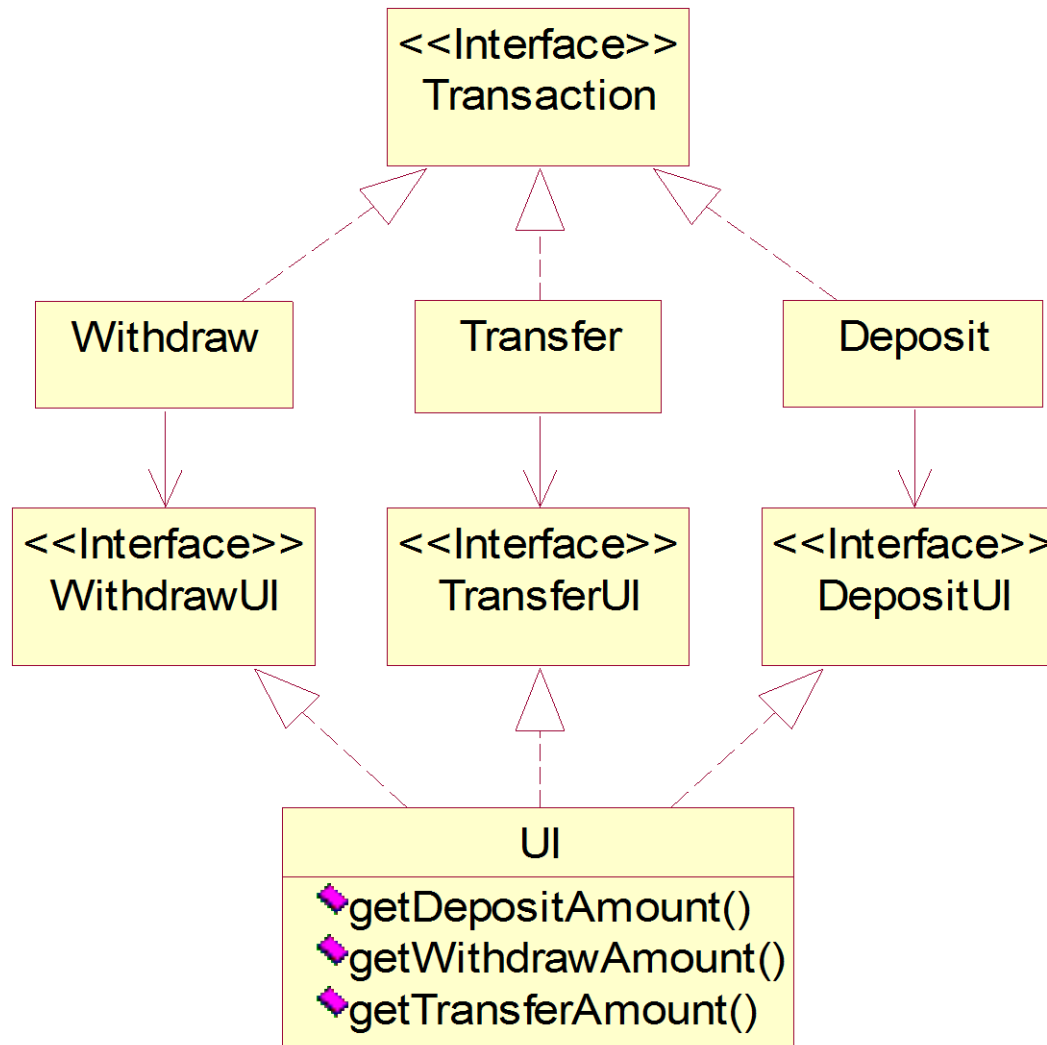 <<Interface>>
Transaction
Withdraw
Transfer
Deposit
<<Interface>>
WithdrawUI
<<Interface>>
TransferUI
<<Interface>>
DepositUI
UI
getDepositAmount()
getWithdrawAmount()
getTransferAmount()